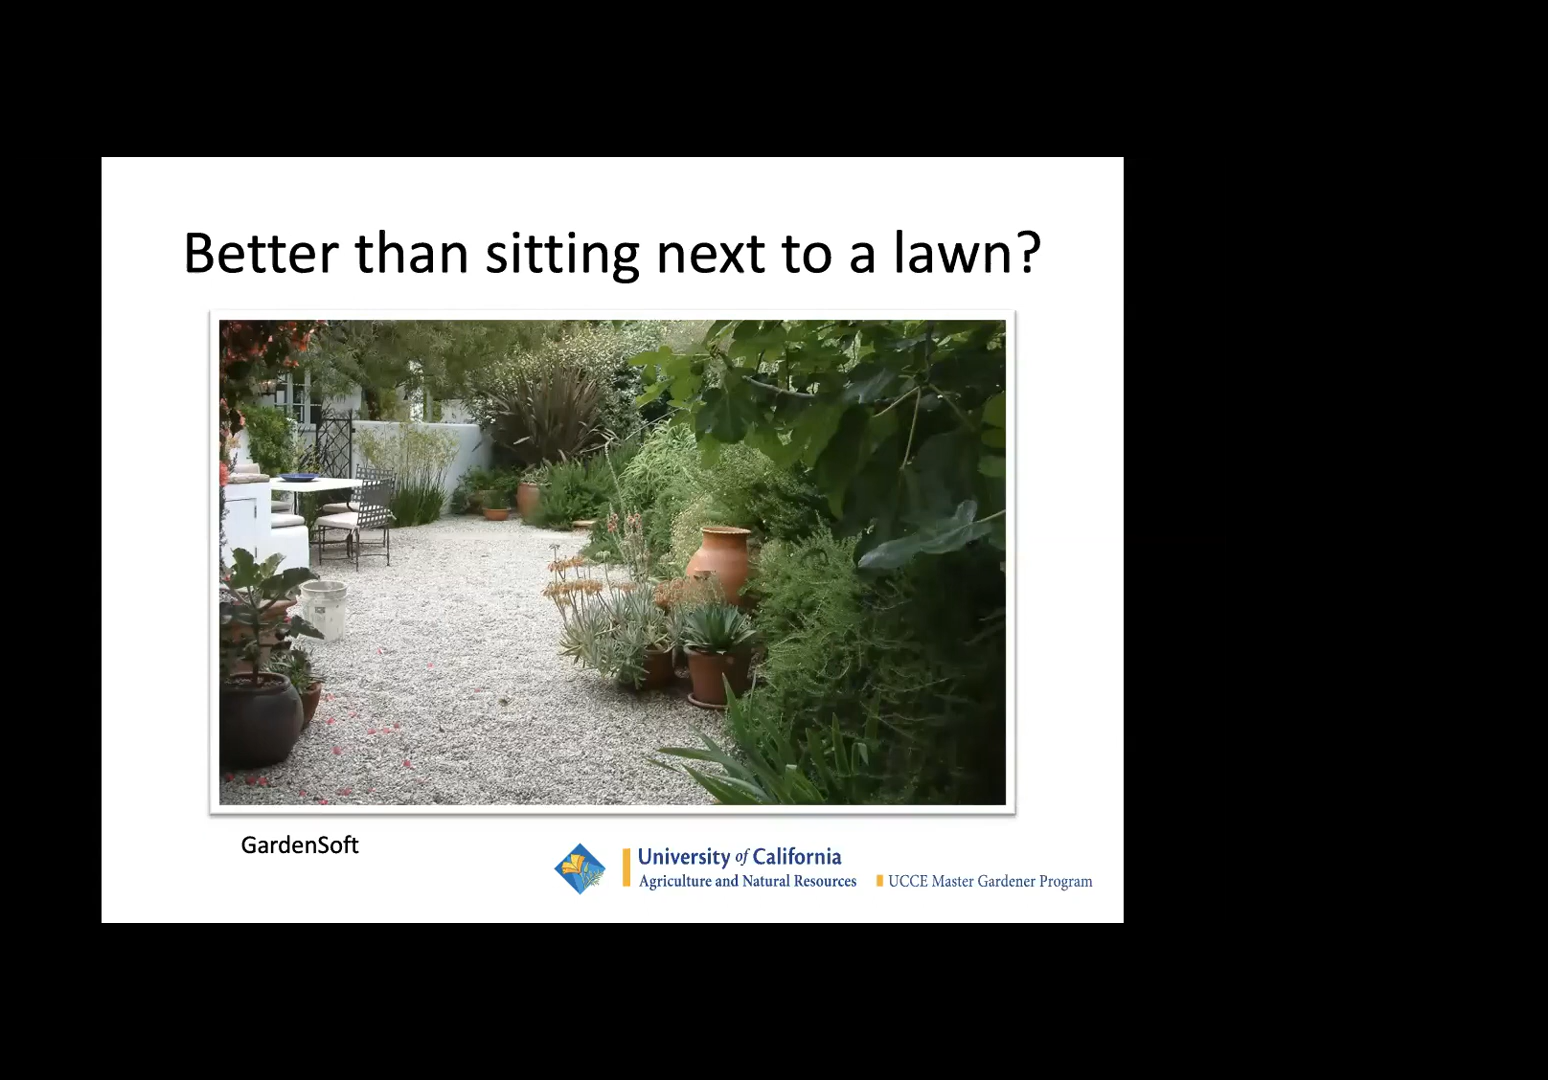 Better than sitting next to a lawn?
GardenSoft
University of California
Agriculture and Natural Resources
UCCE Master Gardener Program